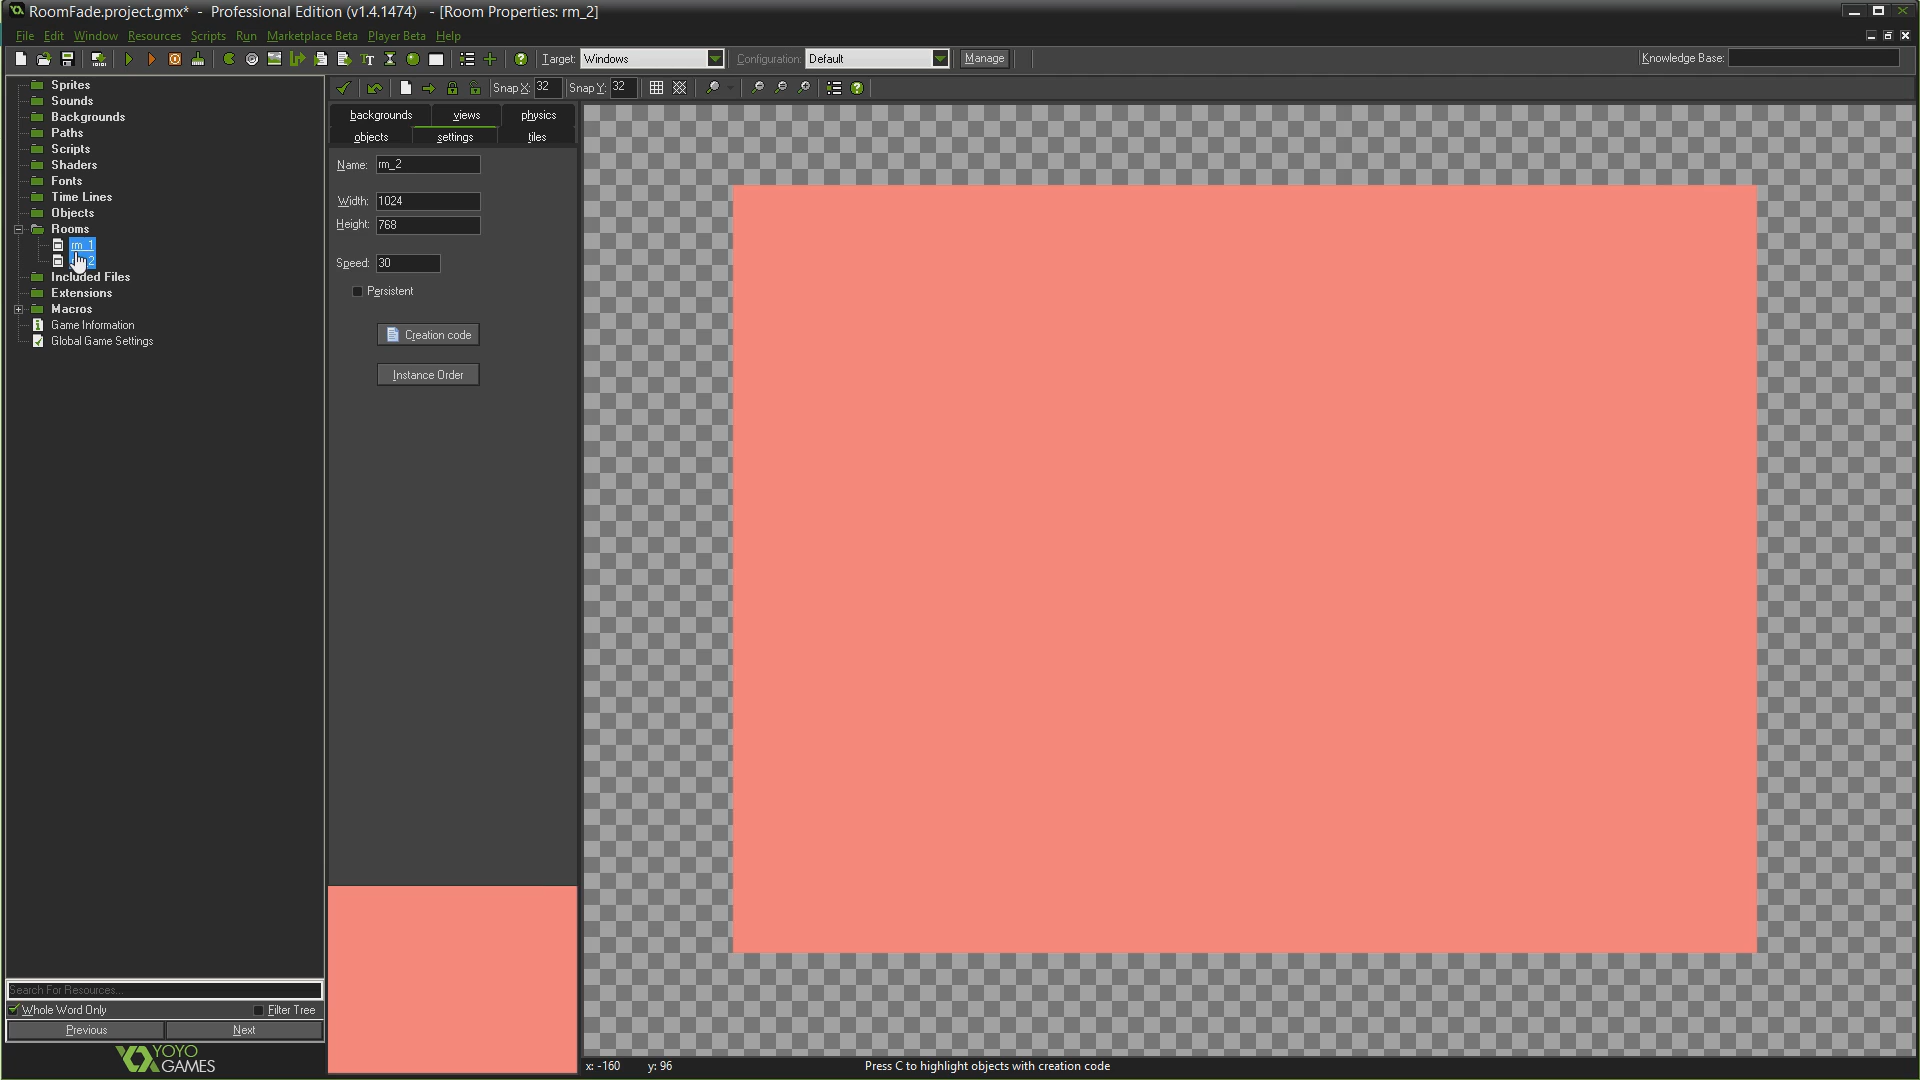 RoomFade.project.gmx* - Professional Edition (v1.4.1474) - [Room Properties: rm_2]
File Edit Window Resources Scripts Run Marketplace Beta Player Beta Help
Target: Windows Configuration: Default Manage Knowledge Base:
Snap X: 32 Snap Y: 32
Sprites
Sounds
Backgrounds
Paths
Scripts
Shaders
Fonts
Time Lines
Objects
Rooms
rm_1
2
Included Files
Extensions
Macros
Game Information
Global Game Settings
backgrounds views physics
objects settings tiles
Name: rm_2
Width: 1024
Height: 768
Speed: 30
Persistent
Creation code
Instance Order
Search For Resources...
Whole Word Only Filter Tree
Previous Next
YOYO
GAMES
x: -160 y: 96 Press C to highlight objects with creation code